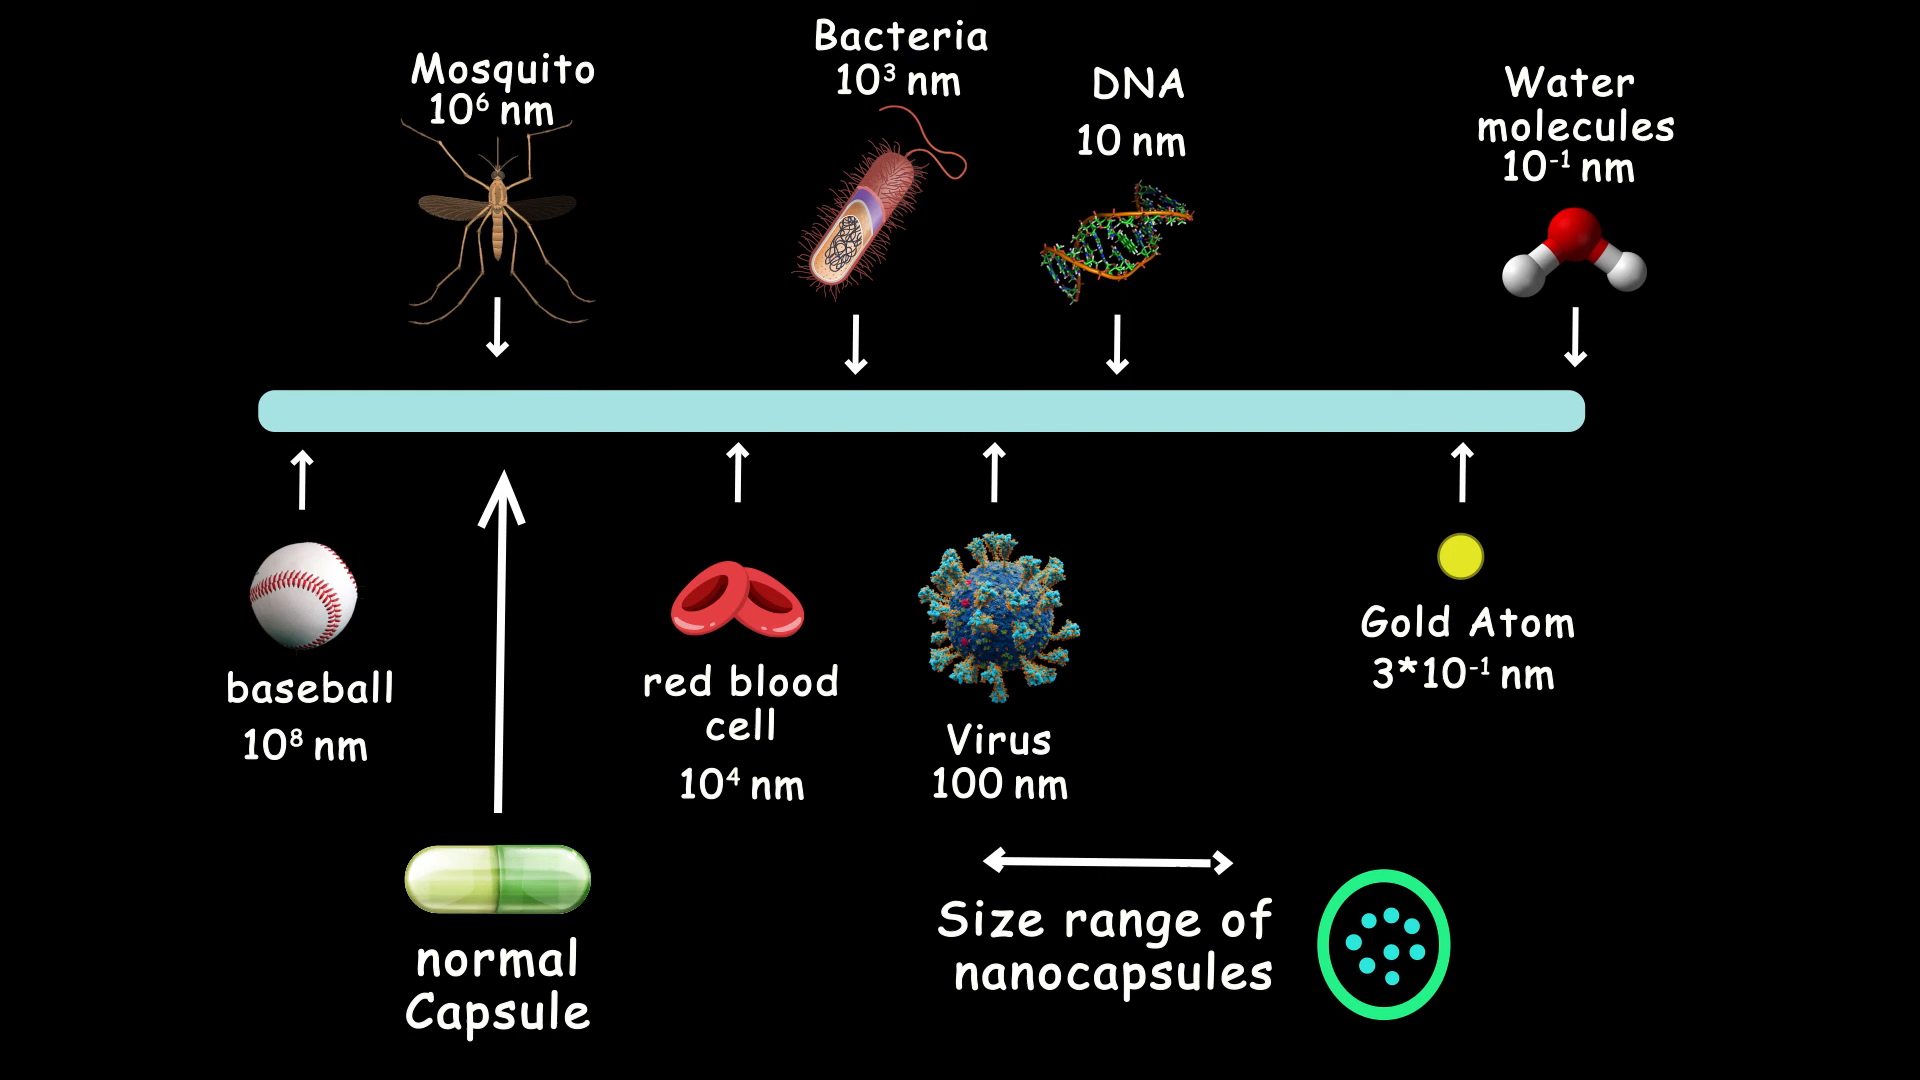 Mosquito
10⁶ nm
Bacteria
10³ nm
DNA
10 nm
Water
molecules
10⁻¹ nm
baseball
10⁸ nm
normal
Capsule
red blood
cell
10⁴ nm
Virus
100 nm
Size range of
nanocapsules
Gold Atom
3*10⁻¹ nm